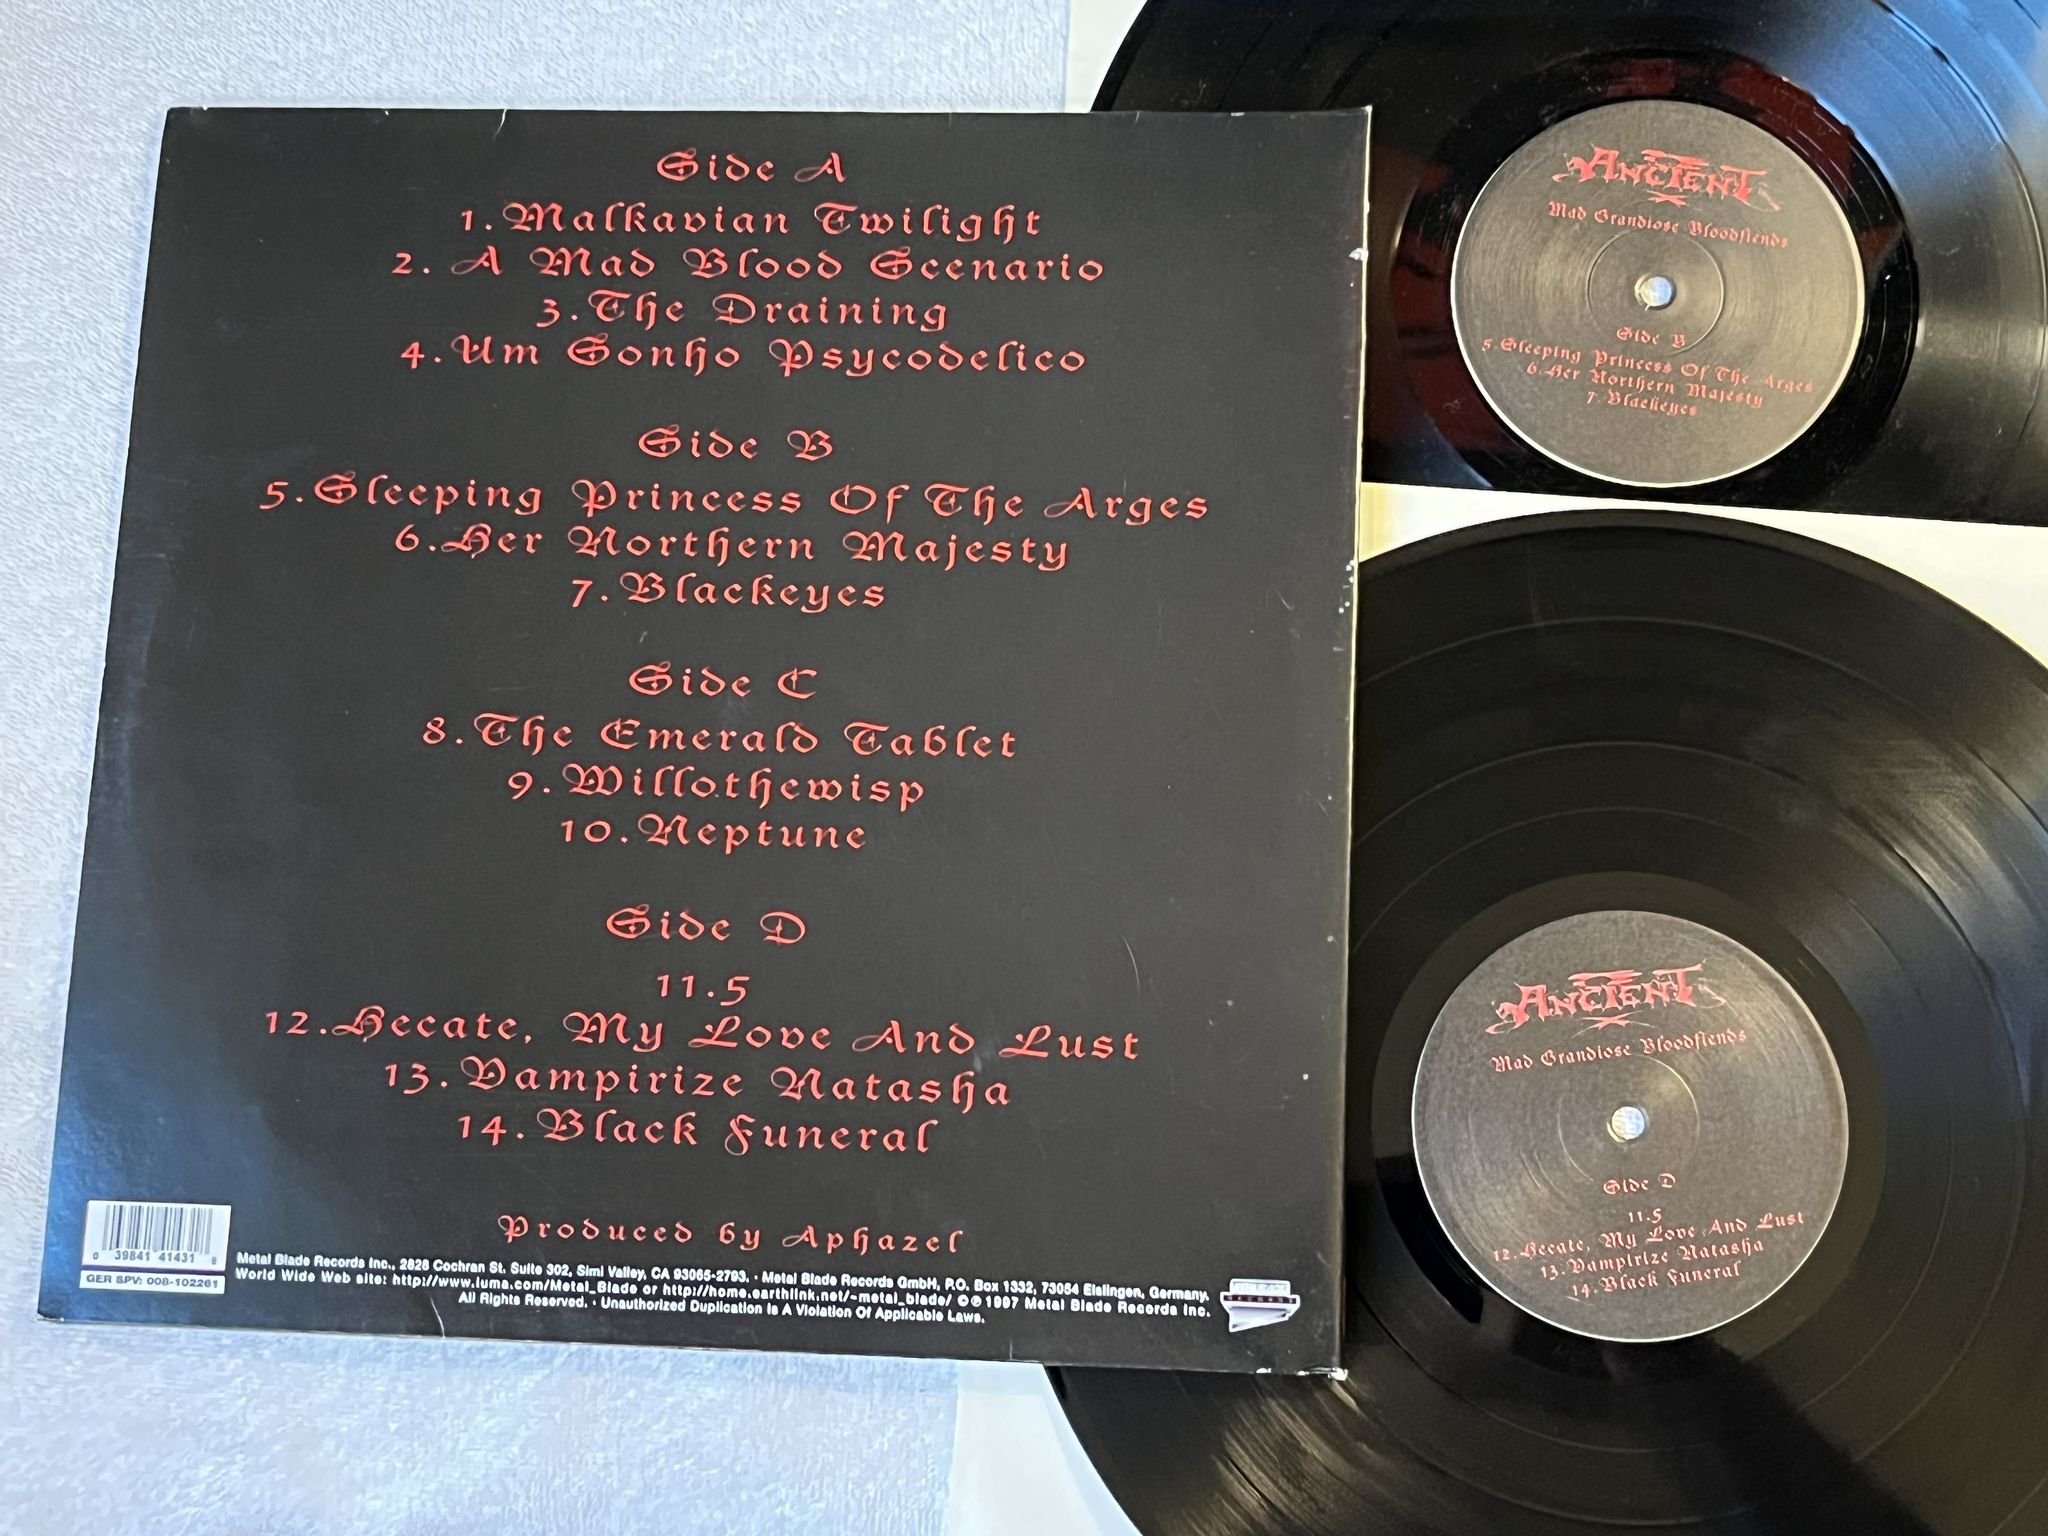 Side A
1.Malkavian Twilight
2. A Mad Blood Scenario
3.The Draining
4.Um Sonho Psycodelico
Side B
5.Sleeping Princess Of The Arges
6.Her Northern Majesty
7.Blackeyes
Side C
8.The Emerald Tablet
9.Willothewisp
10.Neptune
Side D
11.5
12.Hecate, My Love And Lust
13.Vampirize Natasha
14.Black Funeral
Produced by Aphazel
0 39841 41431 6
GER SPV: 008-102261
Metal Blade Records Inc., 2828 Cochran St. Suite 302, Simi Valley, CA 93065-2793. · Metal Blade Records GmbH, P.O. Box 1332, 73054 Eislingen, Germany.
World Wide Web site: http://www.luma.com/Metal_Blade or http://home.earthlink.net/~metal_blade/ © ℗ 1997 Metal Blade Records Inc.
All Rights Reserved. · Unauthorized Duplication Is A Violation Of Applicable Laws.
Ancient
Mad Grandiose Bloodfiends
Side B
5.Sleeping Princess Of The Arges
6.Her Northern Majesty
7.Blackeyes
Ancient
Mad Grandiose Bloodfiends
Side D
11.5
12.Hecate, My Love And Lust
13.Vampirize Natasha
14.Black Funeral